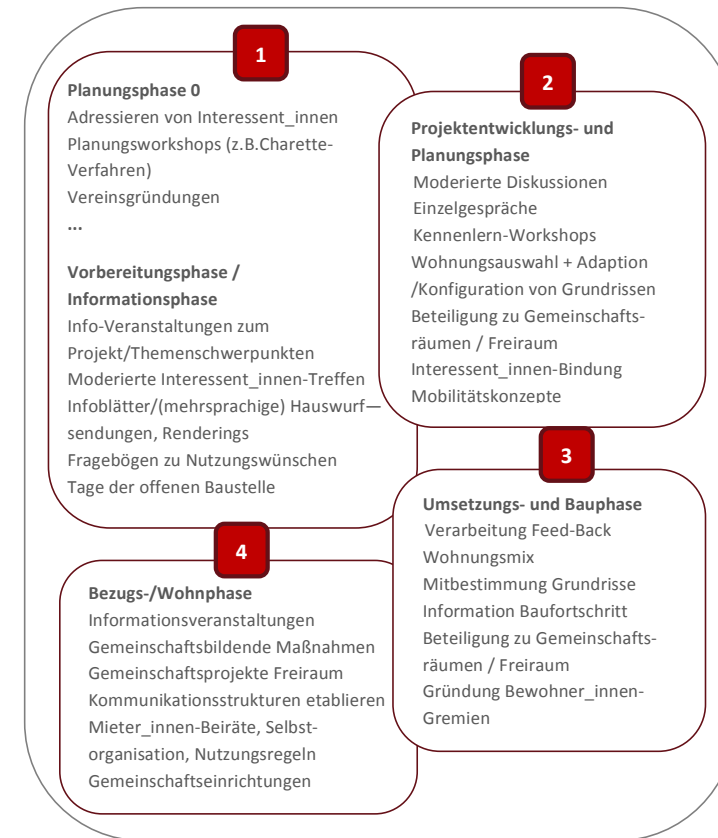 1
Planungsphase 0
Adressieren von Interessent_innen
Planungsworkshops (z.B.Charette-
Verfahren)
Vereinsgründungen
...
Vorbereitungsphase /
Informationsphase
Info-Veranstaltungen zum
Projekt/Themenschwerpunkten
Moderierte Interessent_innen-Treffen
Infoblätter/(mehrsprachige) Hauswurf—
sendungen, Renderings
Fragebögen zu Nutzungswünschen
Tage der offenen Baustelle
2
Projektentwicklungs- und
Planungsphase
Moderierte Diskussionen
Einzelgespräche
Kennenlern-Workshops
Wohnungsauswahl + Adaption
/Konfiguration von Grundrissen
Beteiligung zu Gemeinschafts-
räumen / Freiraum
Interessent_innen-Bindung
Mobilitätskonzepte
3
Umsetzungs- und Bauphase
Verarbeitung Feed-Back
Wohnungsmix
Mitbestimmung Grundrisse
Information Baufortschritt
Beteiligung zu Gemeinschafts-
räumen / Freiraum
Gründung Bewohner_innen-
Gremien
4
Bezugs-/Wohnphase
Informationsveranstaltungen
Gemeinschaftsbildende Maßnahmen
Gemeinschaftsprojekte Freiraum
Kommunikationsstrukturen etablieren
Mieter_innen-Beiräte, Selbst-
organisation, Nutzungsregeln
Gemeinschaftseinrichtungen